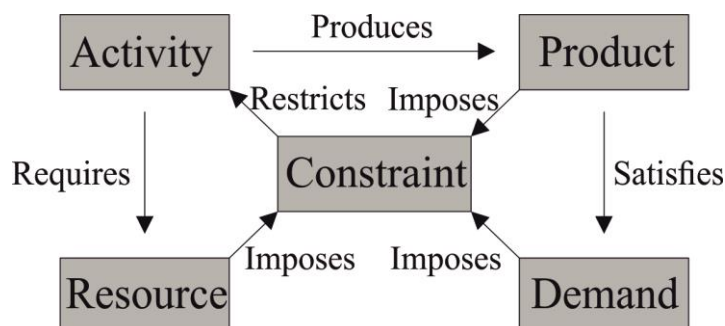 Produces
Activity
Product
Restricts
Imposes
Requires
Constraint
Satisfies
Imposes
Imposes
Resource
Demand